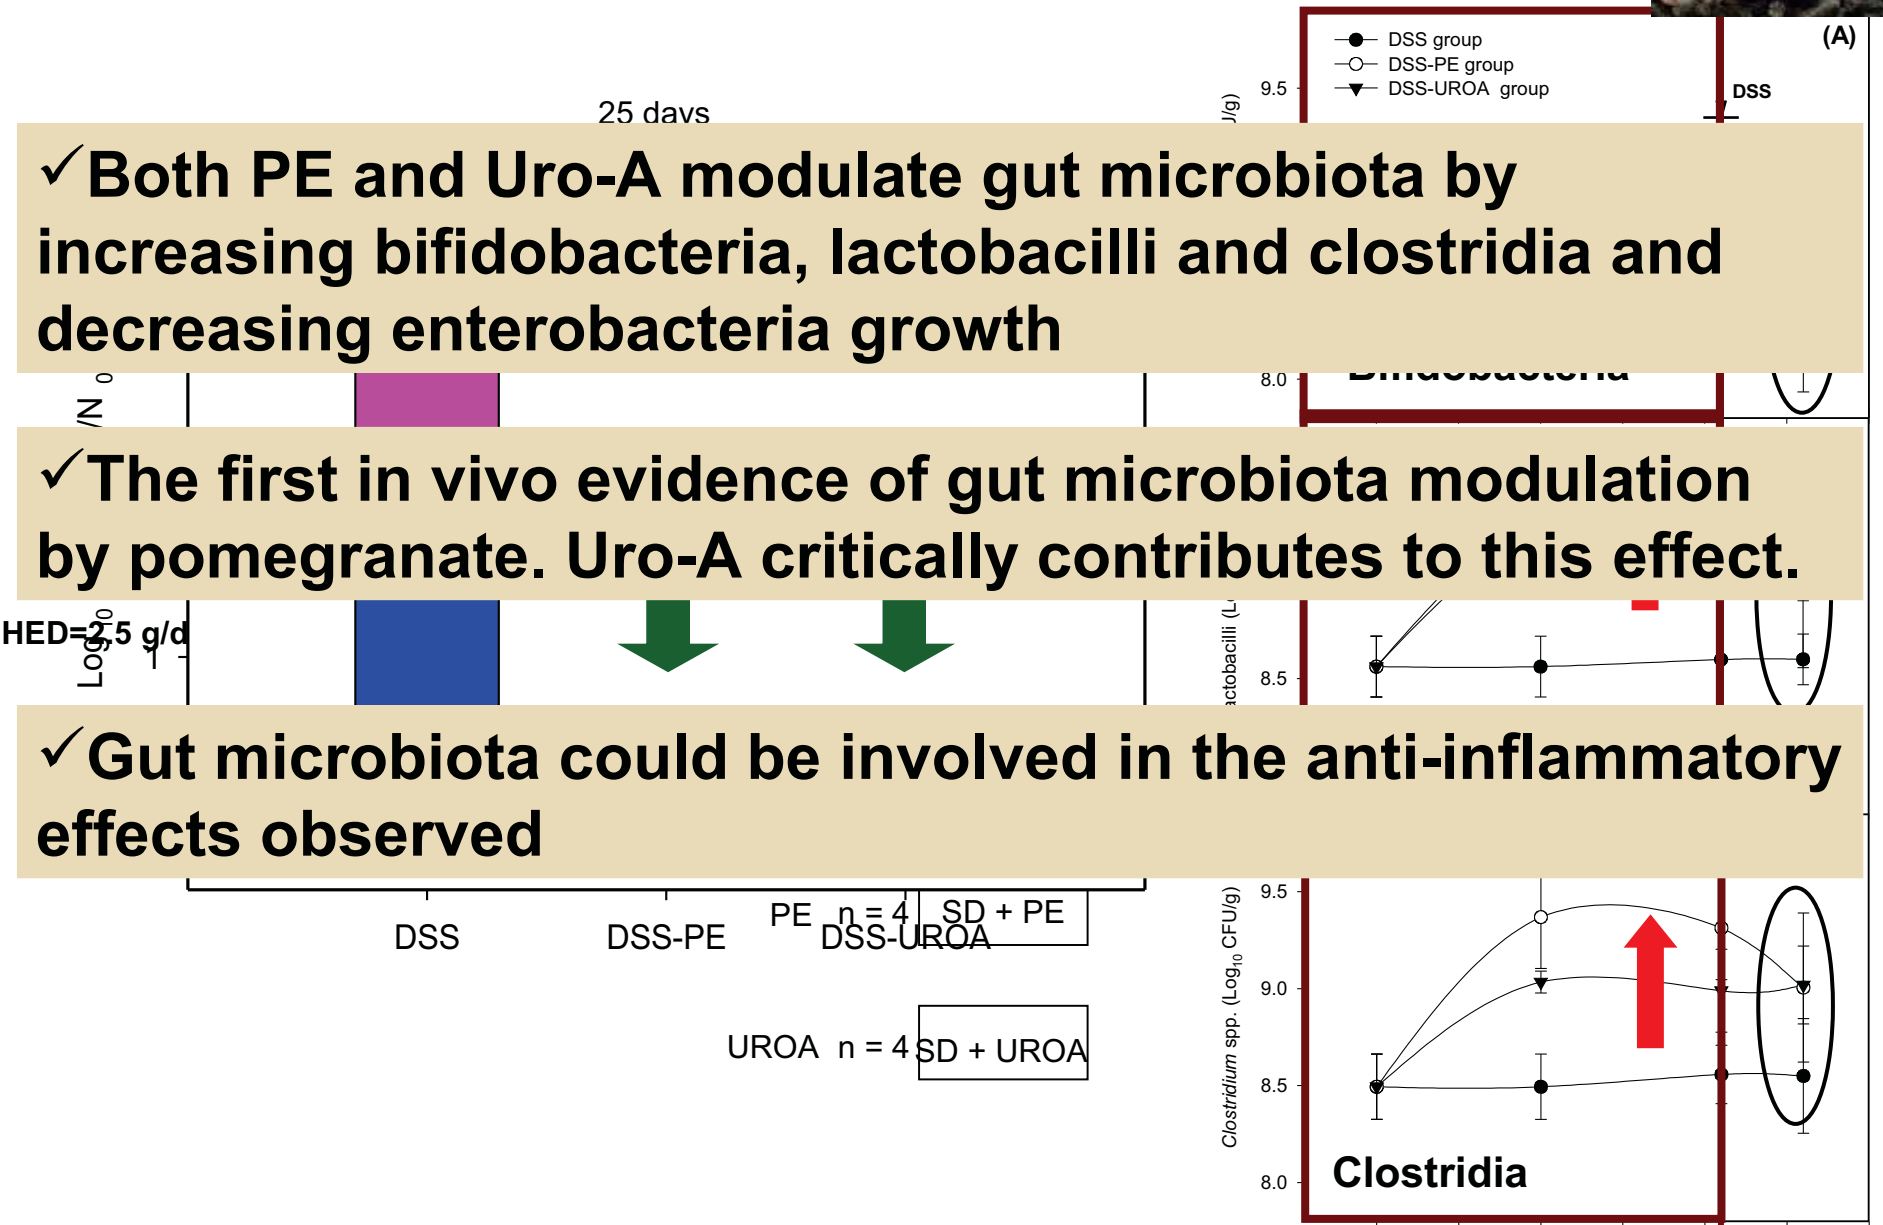 (A)
DSS group
DSS-PE group
DSS-UROA group
9.5
DSS
25 days
✓Both PE and Uro-A modulate gut microbiota by
increasing bifidobacteria, lactobacilli and clostridia and
decreasing enterobacteria growth
/N 0
8.0
Bifidobacteria
✓The first in vivo evidence of gut microbiota modulation
by pomegranate. Uro-A critically contributes to this effect.
HED=2.5 g/d
Log10
1
8.5
✓Gut microbiota could be involved in the anti-inflammatory
effects observed
DSS
DSS-PE
DSS-UROA
PE n = 4 SD + PE
UROA n = 4 SD + UROA
Clostridium spp. (Log10 CFU/g)
9.5
9.0
8.5
8.0
Clostridia